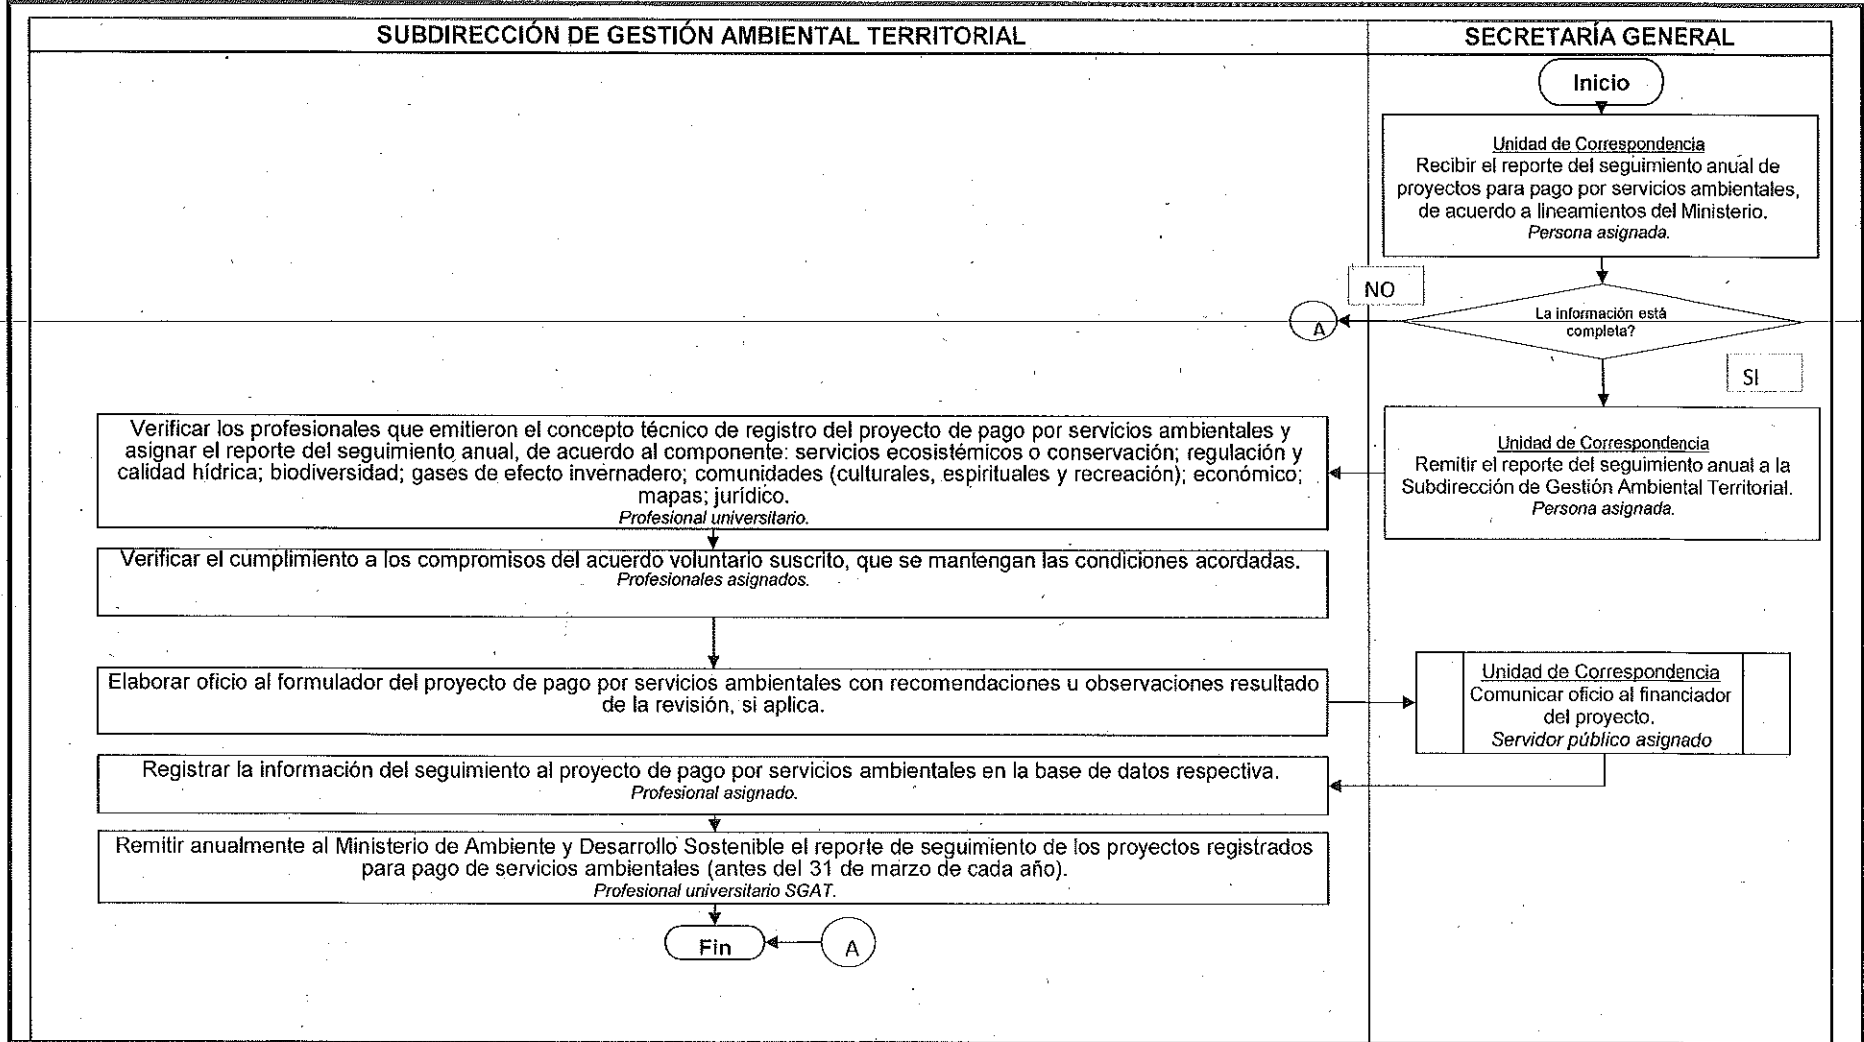 SUBDIRECCIÓN DE GESTIÓN AMBIENTAL TERRITORIAL
SECRETARÍA GENERAL
Inicio
Unidad de Correspondencia
Recibir el reporte del seguimiento anual de
proyectos para pago por servicios ambientales,
de acuerdo a lineamientos del Ministerio.
Persona asignada.
NO
La información está
completa?
A
SI
Unidad de Correspondencia
Remitir el reporte del seguimiento anual a la
Subdirección de Gestión Ambiental Territorial.
Persona asignada.
Verificar los profesionales que emitieron el concepto técnico de registro del proyecto de pago por servicios ambientales y
asignar el reporte del seguimiento anual, de acuerdo al componente: servicios ecosistémicos o conservación; regulación y
calidad hídrica; biodiversidad; gases de efecto invernadero; comunidades (culturales, espirituales y recreación); económico;
mapas; jurídico.
Profesional universitario.
Verificar el cumplimiento a los compromisos del acuerdo voluntario suscrito, que se mantengan las condiciones acordadas.
Profesionales asignados.
Elaborar oficio al formulador del proyecto de pago por servicios ambientales con recomendaciones u observaciones resultado
de la revisión, si aplica.
Unidad de Correspondencia
Comunicar oficio al financiador
del proyecto.
Servidor público asignado
Registrar la información del seguimiento al proyecto de pago por servicios ambientales en la base de datos respectiva.
Profesional asignado.
Remitir anualmente al Ministerio de Ambiente y Desarrollo Sostenible el reporte de seguimiento de los proyectos registrados
para pago de servicios ambientales (antes del 31 de marzo de cada año).
Profesional universitario SGAT.
Fin
A